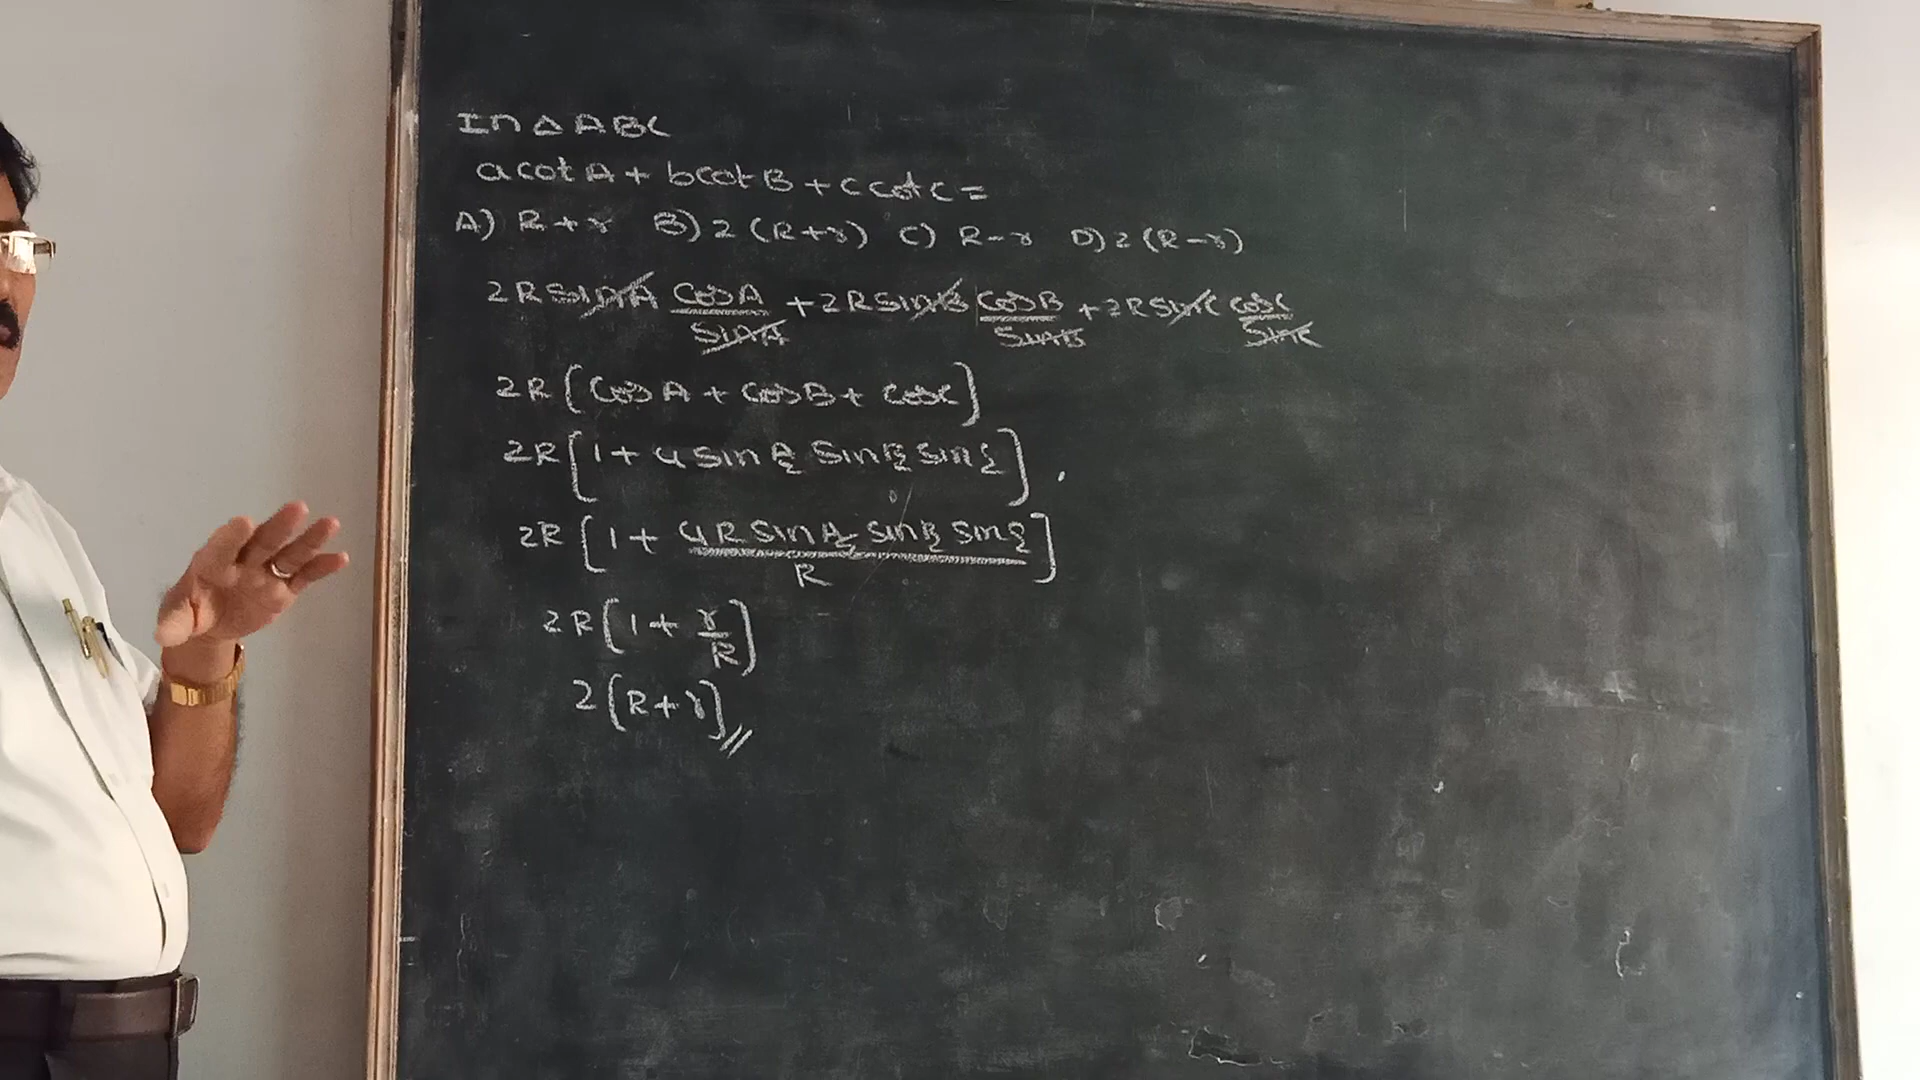 In △ ABC
a cot A + b cot B + c cot C =
A) R + r B) 2 (R + r) C) R - r D) 2 (R - r)
2R sin A cos A / sin A + 2R sin B cos B / sin B + 2R sin C cos C / sin C
2R [cos A + cos B + cos C]
2R [1 + 4 sin A/2 sin B/2 sin C/2] .
2R [1 + 4R sin A/2 sin B/2 sin C/2 / R]
2R [1 + r/R]
2 [R + r] //